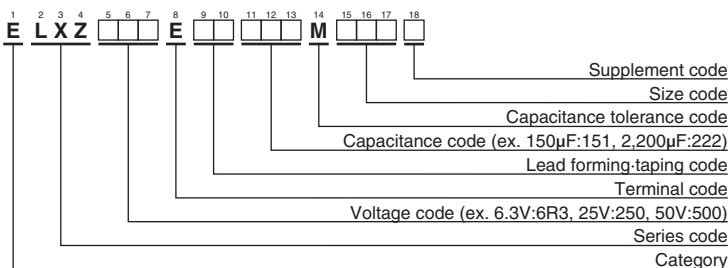 1 2 3 4 5 6 7 8 9 10 11 12 13 14 15 16 17 18
E L X Z E M
Supplement code
Size code
Capacitance tolerance code
Capacitance code (ex. 150µF:151, 2,200µF:222)
Lead forming·taping code
Terminal code
Voltage code (ex. 6.3V:6R3, 25V:250, 50V:500)
Series code
Category